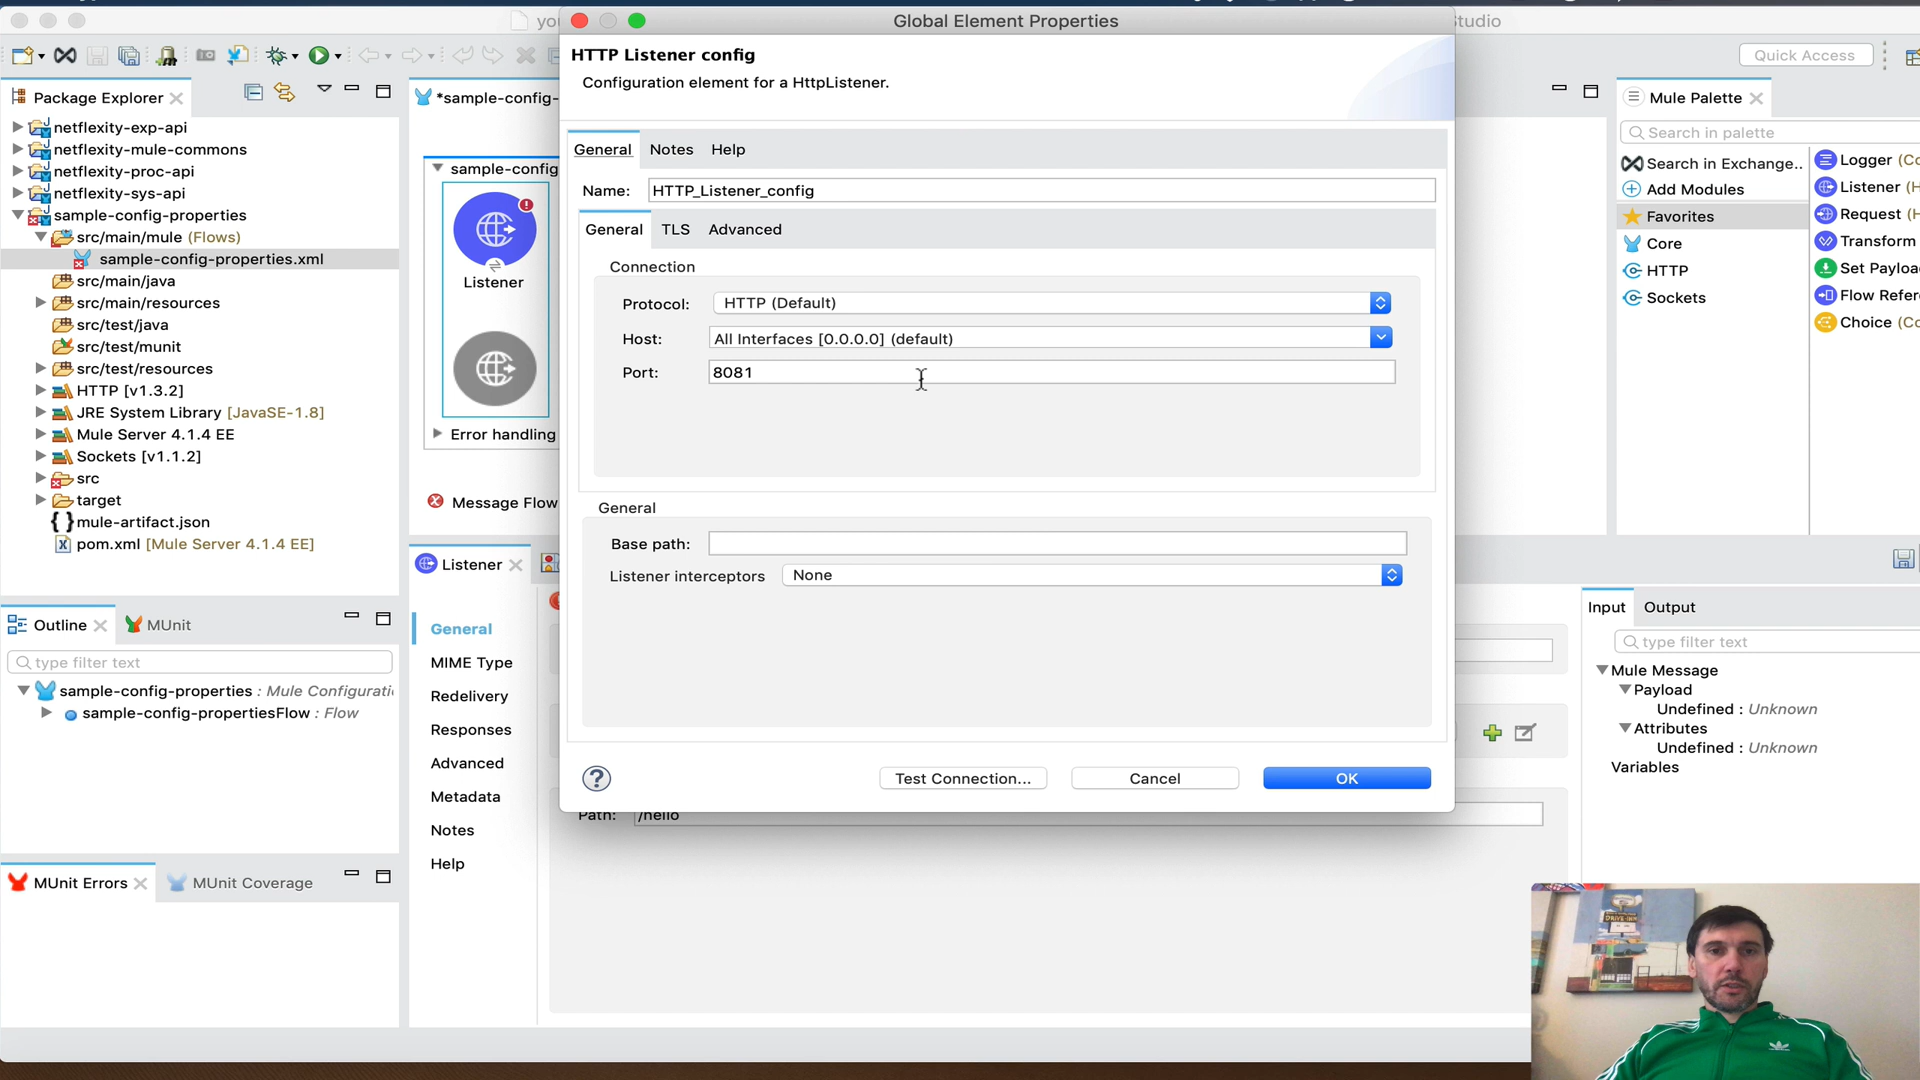 Global Element Properties
Studio
HTTP Listener config
Configuration element for a HttpListener.
Quick Access
Package Explorer
*sample-config-
Mule Palette
netflexity-exp-api
netflexity-mule-commons
netflexity-proc-api
netflexity-sys-api
sample-config-properties
src/main/mule (Flows)
sample-config-properties.xml
src/main/java
src/main/resources
src/test/java
src/test/munit
src/test/resources
HTTP [v1.3.2]
JRE System Library [JavaSE-1.8]
Mule Server 4.1.4 EE
Sockets [v1.1.2]
src
target
mule-artifact.json
pom.xml [Mule Server 4.1.4 EE]
sample-config
Listener
Error handling
Message Flow
General Notes Help
Name: HTTP_Listener_config
General TLS Advanced
Connection
Protocol: HTTP (Default)
Host: All Interfaces [0.0.0.0] (default)
Port: 8081
General
Base path:
Listener interceptors None
Test Connection... Cancel OK
Search in palette
Search in Exchange..
Add Modules
Favorites
Core
HTTP
Sockets
Logger (Co
Listener (H
Request (H
Transform
Set Payloa
Flow Refer
Choice (Co
Outline MUnit
type filter text
sample-config-properties : Mule Configurati
sample-config-propertiesFlow : Flow
MUnit Errors MUnit Coverage
Listener
General
MIME Type
Redelivery
Responses
Advanced
Metadata
Notes
Help
Path: /hello
Input Output
type filter text
Mule Message
Payload
Undefined : Unknown
Attributes
Undefined : Unknown
Variables